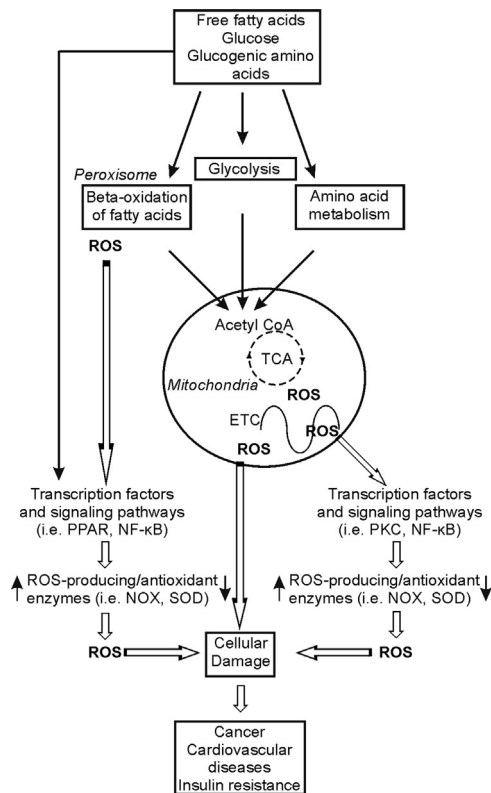 Free fatty acids
Glucose
Glucogenic amino
acids
Peroxisome
Glycolysis
Beta-oxidation
of fatty acids
Amino acid
metabolism
ROS
Acetyl CoA
TCA
Mitochondria
ROS
ETC
ROS
ROS
Transcription factors
and signaling pathways
(i.e. PPAR, NF-κB)
Transcription factors
and signaling pathways
(i.e. PKC, NF-κB)
ROS-producing/antioxidant
enzymes (i.e. NOX, SOD)
ROS-producing/antioxidant
enzymes (i.e. NOX, SOD)
ROS
Cellular
Damage
ROS
Cancer
Cardiovascular
diseases
Insulin resistance